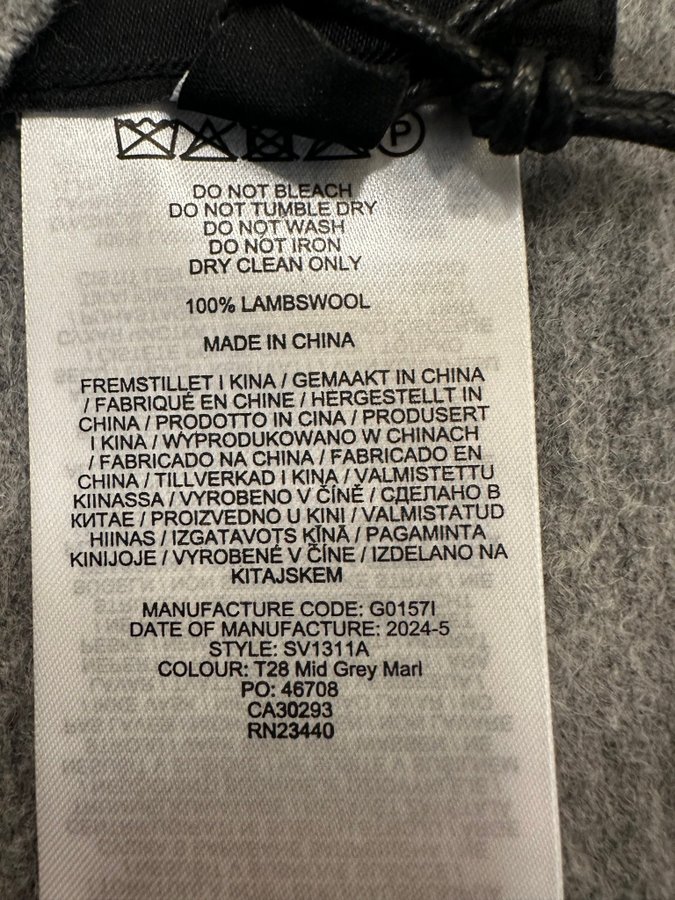 P
DO NOT BLEACH
DO NOT TUMBLE DRY
DO NOT WASH
DO NOT IRON
DRY CLEAN ONLY
100% LAMBSWOOL
MADE IN CHINA
FREMSTILLET I KINA / GEMAAKT IN CHINA
/ FABRIQUÉ EN CHINE / HERGESTELLT IN
CHINA / PRODOTTO IN CINA / PRODUSERT
I KINA / WYPRODUKOWANO W CHINACH
/ FABRICADO NA CHINA / FABRICADO EN
CHINA / TILLVERKAD I KINA / VALMISTETTU
KIINASSA / VYROBENO V ČÍNĚ / СДЕЛАНО В
КИТАЕ / PROIZVEDNO U KINI / VALMISTATUD
HIINAS / IZGATAVOTS ĶĪNĀ / PAGAMINTA
KINIJOJE / VYROBENÉ V ČÍNE / IZDELANO NA
KITAJSKEM
MANUFACTURE CODE: G0157I
DATE OF MANUFACTURE: 2024-5
STYLE: SV1311A
COLOUR: T28 Mid Grey Marl
PO: 46708
CA30293
RN23440